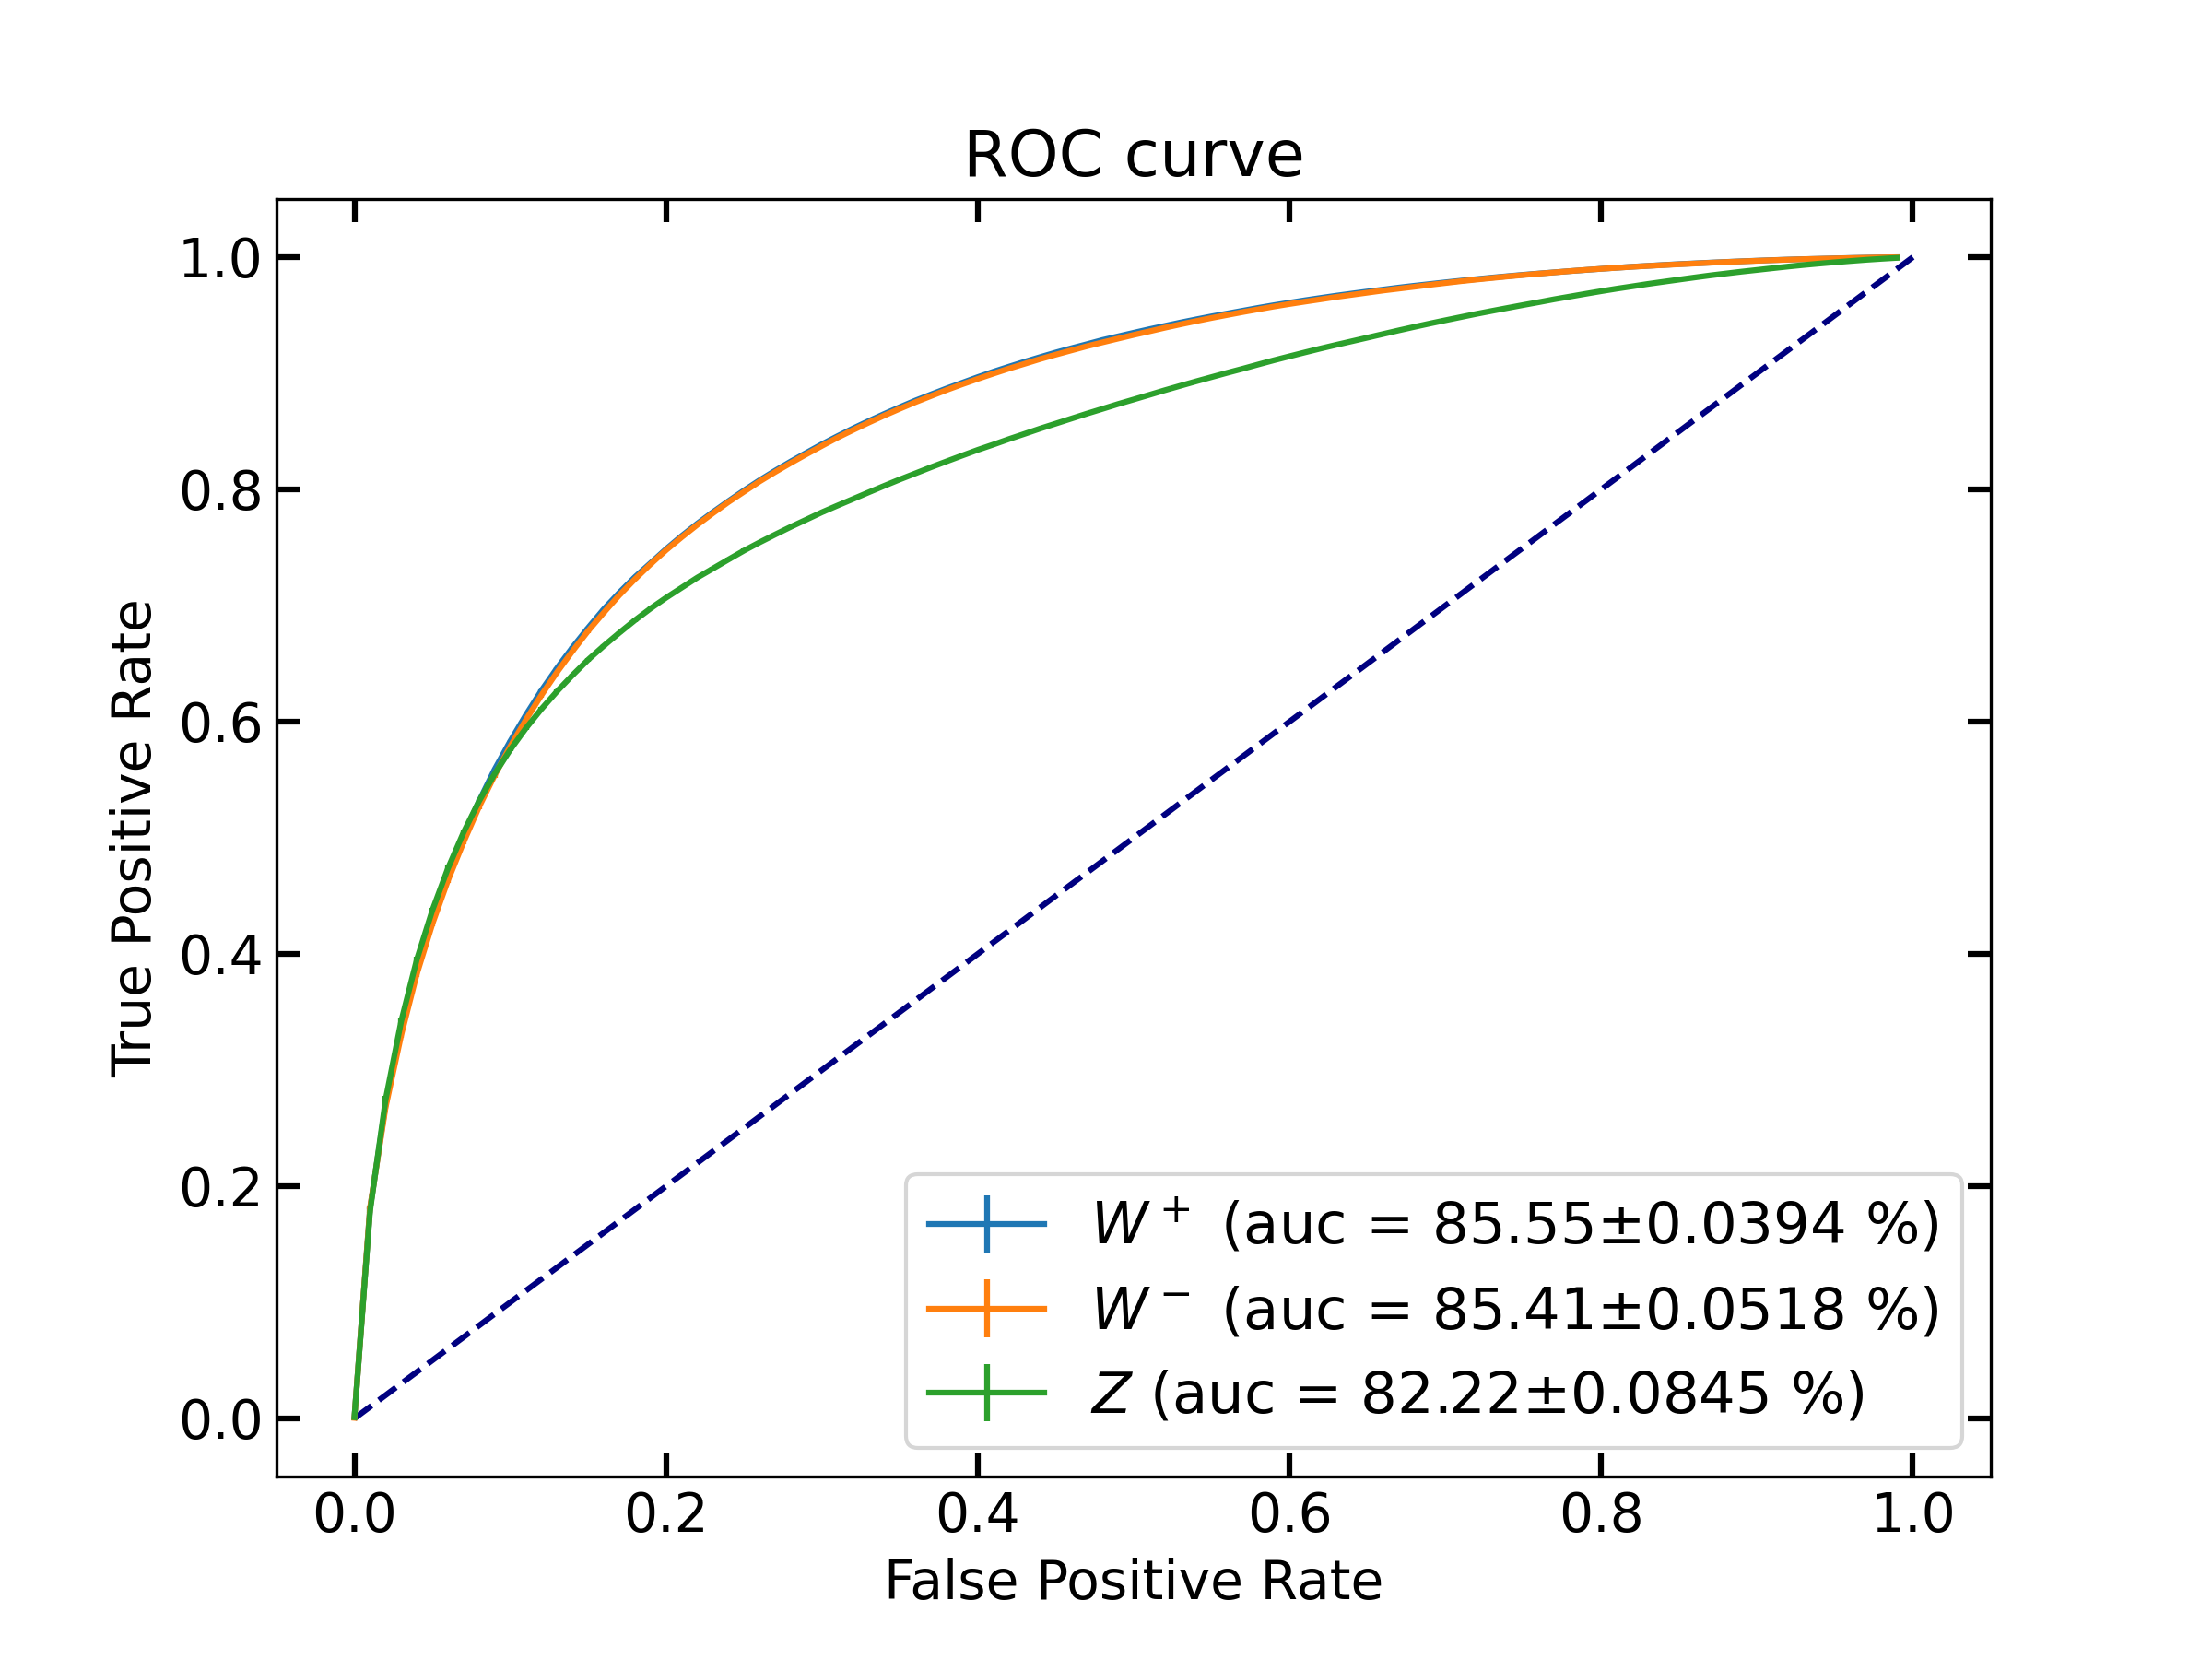 ROC curve
1.0
0.8
0.6
0.4
0.2
0.0
True Positive Rate
W⁺ (auc = 85.55±0.0394 %)
W⁻ (auc = 85.41±0.0518 %)
Z (auc = 82.22±0.0845 %)
0.0 0.2 0.4 0.6 0.8 1.0
False Positive Rate